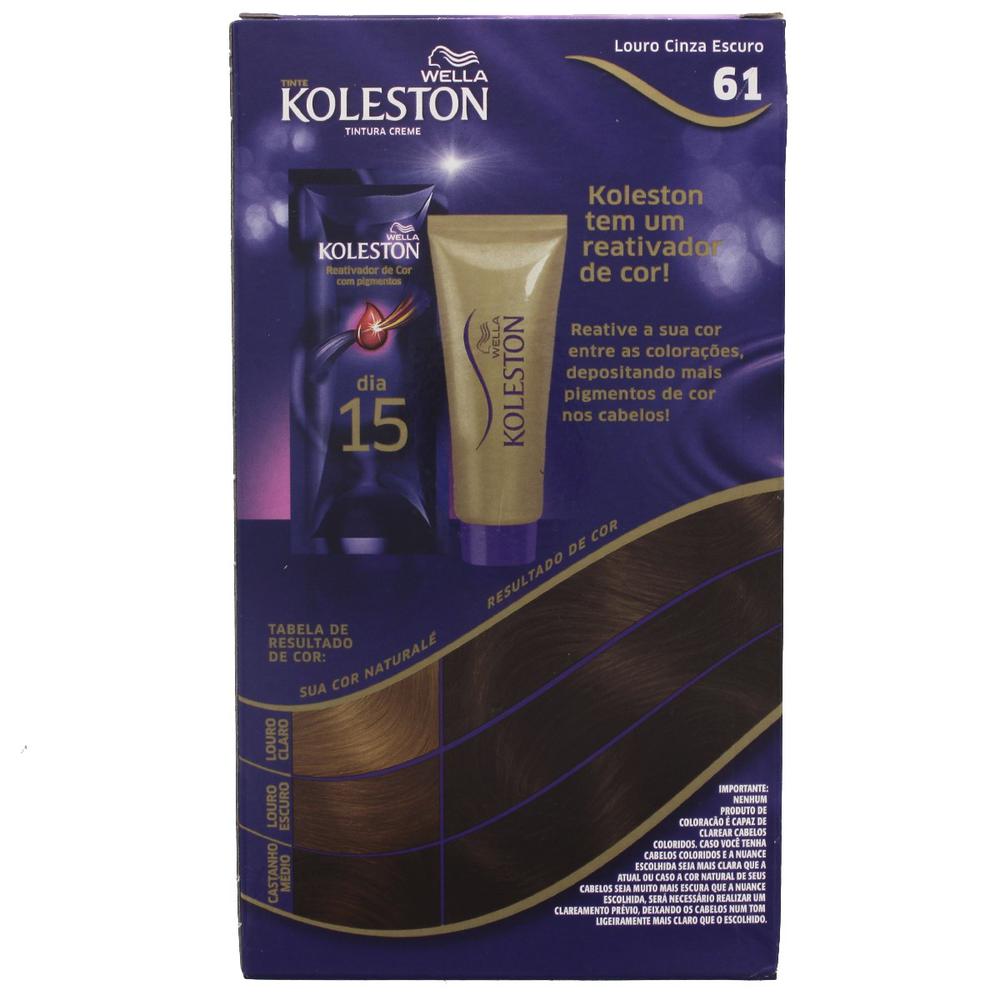 Louro Cinza Escuro
61
WELLA
TINTE
KOLESTON
TINTURA CREME
WELLA
KOLESTON
Reativador de Cor
com pigmentos
dia
15
WELLA
KOLESTON
Koleston
tem um
reativador
de cor!
Reative a sua cor
entre as colorações,
depositando mais
pigmentos de cor
nos cabelos!
RESULTADO DE COR
TABELA DE
RESULTADO
DE COR:
SUA COR NATURALÉ
LOURO
CLARO
LOURO
ESCURO
CASTANHO
MÉDIO
IMPORTANTE:
NENHUM
PRODUTO DE
COLORACÃO É CAPAZ DE
CLAREAR CABELOS
COLORIDOS. CASO VOCÊ TENHA
CABELOS COLORIDOS E A NUANCE
ESCOLHIDA SEJA MAIS CLARA QUE A
ATUAL OU CASO A COR NATURAL DE SEUS
CABELOS SEJA MUITO MAIS ESCURA QUE A NUANCE
ESCOLHIDA, SERÁ NECESSÁRIO REALIZAR UM
CLAREAMENTO PRÉVIO, DEIXANDO OS CABELOS NUM TOM
LIGEIRAMENTE MAIS CLARO QUE O ESCOLHIDO.